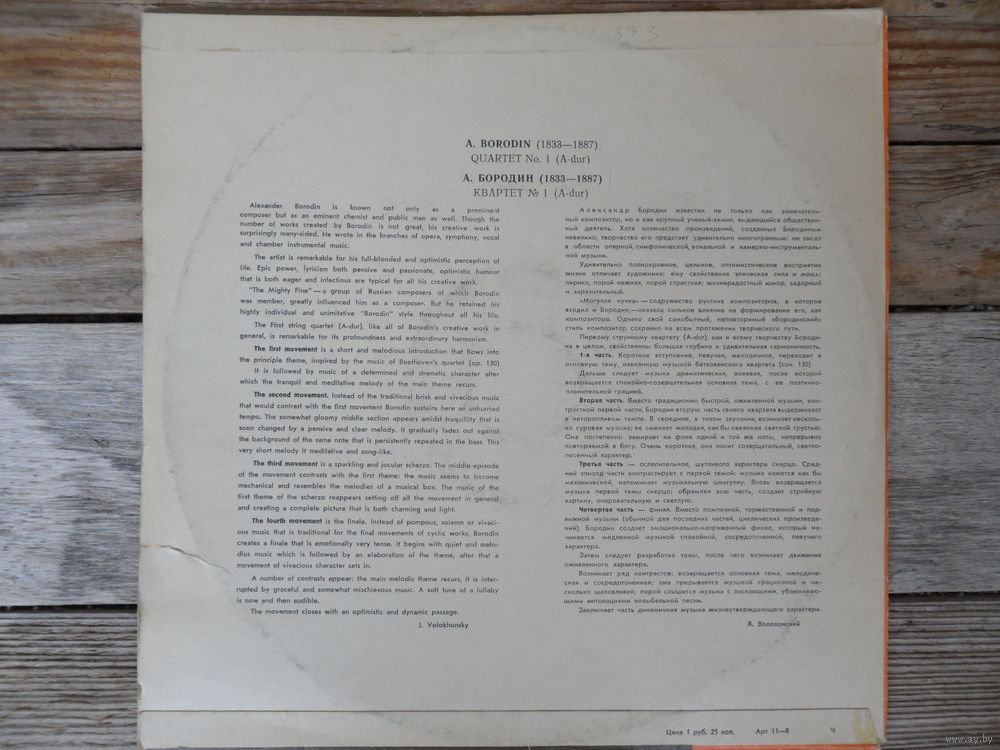 573
A. BORODIN (1833—1887)
QUARTET No. 1 (A-dur)
А. БОРОДИН (1833—1887)
КВАРТЕТ № 1 (A-dur)
Alexander Borodin is known not only as a prominent
composer but as an eminent chemist and public man as well. Though the
number of works created by Borodin is not great, his creative work is
surprisingly many-sided. He wrote in the branches of opera, symphony, vocal
and chamber instrumental music.
The artist is remarkable for his full-blooded and optimistic perception of
life. Epic power, lyricism both pensive and passionate, optimistic humour
that is both eager and infectious are typical for all his creative work.
"The Mighty Fine" — a group of Russian composers of which Borodin
was member, greatly influenced him as a composer. But he retained his
highly individual and unimitative "Borodin" style throughout all his life.
The First string quartet (A-dur), like all of Borodin's creative work in
general, is remarkable for its profoundness and extraordinary harmonism.
The first movement is a short and melodious introduction that flows into
the principle theme, inspired by the music of Beethoven's quartet (op. 130)
It is followed by music of a determined and dramatic character after
which the tranquil and meditative melody of the main theme recurs.
The second movement. Instead of the traditional brisk and vivacious music
that would contrast with the first movement Borodin sustains here an unhurried
tempo. The somewhat gloomy middle section appears amidst traquillity that is
soon changed by a pensive and clear melody. It gradually fades out against
the background of the same note that is persistently repeated in the bass. This
very short melody it meditative and song-like.
The third movement is a sparkling and jocular scherzo. The middle episode
of the movement contrasts with the first theme: the music seems to become
mechanical and resembles the melodies of a musical box. The music of the
first theme of the scherzo reappears setting off all the movement in general
and creating a complete picture that is both charming and light.
The fourth movement is the finale. Instead of pompous, solemn or vivaci-
ous music that is traditional for the final movements of cyclic works, Borodin
creates a finale that is emotionally very tense. It begins with quiet and melo-
dius music which is followed by an elaboration of the theme, after that a
movement of vivacious character sets in.
A number of contrasts appear: the main melodic theme recurs, it is inter-
rupted by graceful and somewhat mischievous music. A soft tune of a lullaby
is now and then audible.
The movement closes with an optimistic and dynamic passage.
J. Volokhonsky
Александр Бородин известен не только как замечатель-
ный композитор, но и как крупный ученый-химик, выдающийся обществен-
ный деятель. Хотя количество произведений, созданных Бородиным
невелико, творчество его предстает удивительно многогранным: он писал
в области оперной, симфонической, вокальной и камерно-инструменталь-
ной музыки.
Удивительно полнокровное, цельное, оптимистическое восприятие
жизни отличает художника: ему свойственна эпическая сила и мощь;
лирика, порой нежная, порой страстная; жизнерадостный юмор, задорный
и заразительный.
«Могучая кучка» — содружество русских композиторов, в которое
входил и Бородин,—оказала сильное влияние на формирование его, как
композитора. Однако свой самобытный, неповторимый «бородинский»
стиль композитор сохранил на всем протяжении творческого пути.
Первому струнному квартету (A-dur), как и всему творчеству Бороди-
на в целом, свойственны большая глубина и удивительная гармоничность.
1-я часть. Короткое вступление, певучее, мелодичное, переходит в
основную тему, навеянную музыкой бетховенского квартета (соч. 130)
Дальше следует музыка драматическая, волевая, после которой
возвращается спокойно-созерцательная основная тема, с ее поэтично-
пленительной грацией.
Вторая часть. Вместо традиционно быстрой, оживленной музыки, кон-
трастной первой части, Бородин вторую часть своего квартета выдерживает
в неторопливом темпе. В середине, в тихом звучании, возникает несколь-
ко суровая музыка; ее сменяет мелодия, как бы овеянная светлой грустью.
Она постепенно замирает на фоне одной и той же ноты, непрерывно
повторяемой в басу. Очень короткая, она носит созерцательный, светло-
песенный характер.
Третья часть — ослепительное, шутливого характера скерцо. Сред-
ний эпизод части контрастирует с первой темой: музыка кажется как бы
механической, напоминает музыкальную шкатулку. Вновь возвращается
музыка первой темы скерцо; обрамляя всю часть, создает стройную
картину, очаровательную и светлую.
Четвертая часть — финал. Вместо помпезной, торжественной и под-
вижной музыки (обычной для последних частей, циклических произведе-
ний), Бородин создает эмоционально-напряженный финал, который на-
чинается медленной музыкой спокойного, сосредоточенного, певучего
характера.
Затем следует разработка темы, после чего возникает движение
оживленного характера.
Возникает ряд контрастов: возвращается основная тема, мелодиче-
ская и сосредоточенная; она прерывается музыкой грациозной и не-
сколько шаловливой; порой слышится музыка с ласкающими, убаюкиваю-
щими интонациями колыбельной песни.
Заключает часть динамичная музыка жизнеутверждающего характера.
Я. Волохонский
Цена 1 руб. 25 коп. Арт 11—8 Ч
www.ay.by